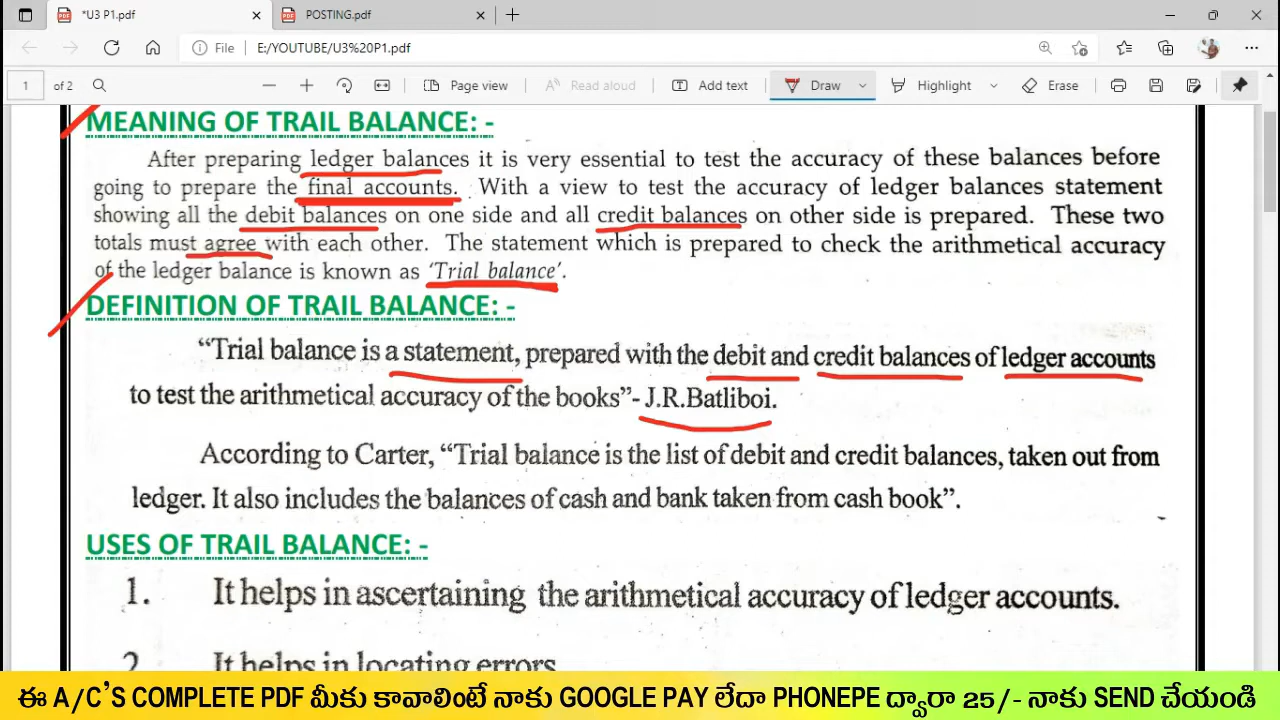 *U3 P1.pdf
POSTING.pdf
File
E:/YOUTUBE/U3%20P1.pdf
1 of 2
Page view
Read aloud
Add text
Draw
Highlight
Erase
MEANING OF TRAIL BALANCE: -
After preparing ledger balances it is very essential to test the accuracy of these balances before
going to prepare the final accounts. With a view to test the accuracy of ledger balances statement
showing all the debit balances on one side and all credit balances on other side is prepared. These two
totals must agree with each other. The statement which is prepared to check the arithmetical accuracy
of the ledger balance is known as ‘Trial balance’.
DEFINITION OF TRAIL BALANCE: -
“Trial balance is a statement, prepared with the debit and credit balances of ledger accounts
to test the arithmetical accuracy of the books”- J.R.Batliboi.
According to Carter, “Trial balance is the list of debit and credit balances, taken out from
ledger. It also includes the balances of cash and bank taken from cash book”.
USES OF TRAIL BALANCE: -
1. It helps in ascertaining the arithmetical accuracy of ledger accounts.
2. It helps in locating errors
ఈ A/C'S COMPLETE PDF మీకు కావాలింటే నాకు GOOGLE PAY లేదా PHONEPE ద్వారా 25/- నాకు SEND చేయండి